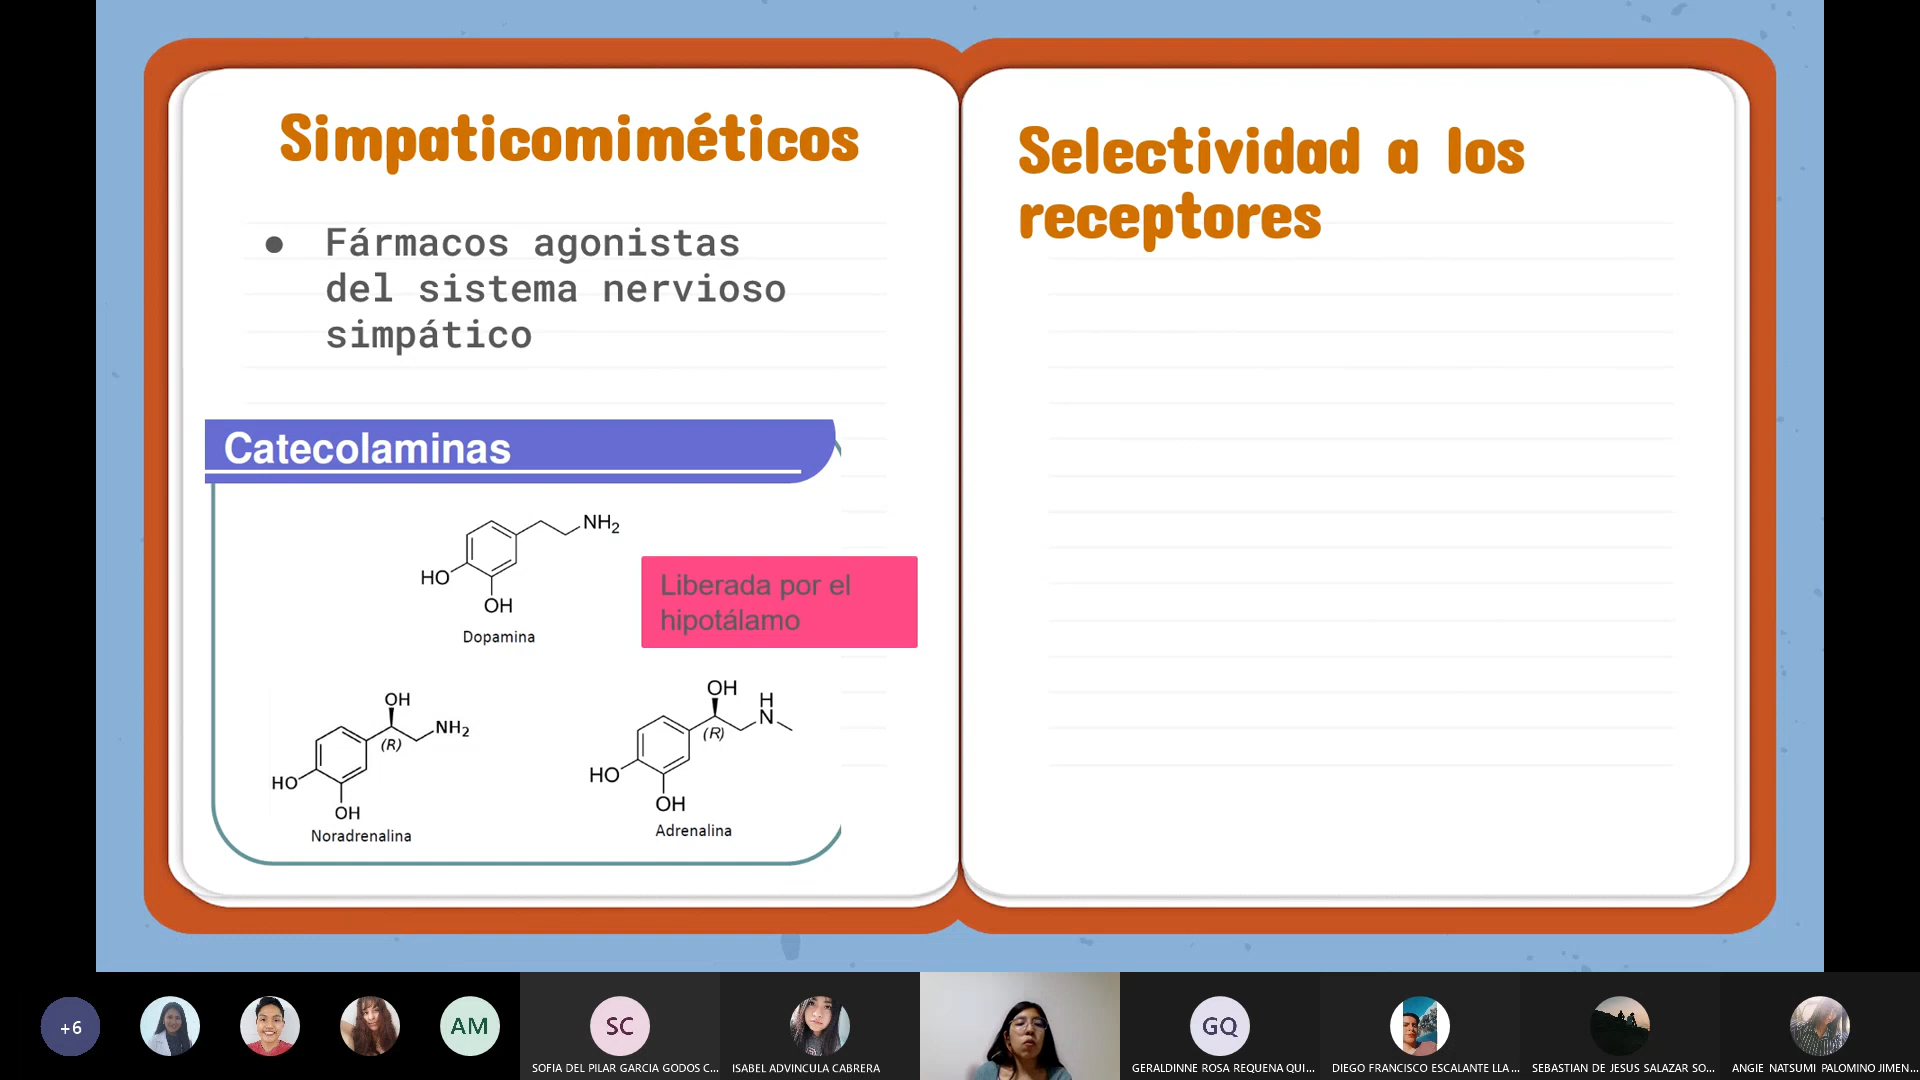 Simpaticomiméticos
● Fármacos agonistas
del sistema nervioso
simpático
Catecolaminas
NH2
HO
OH
Dopamina
Liberada por el
hipotálamo
OH
NH2
(R)
HO
OH
Noradrenalina
OH
H
N
(R)
HO
OH
Adrenalina
Selectividad a los
receptores
+6
AM
SC
SOFIA DEL PILAR GARCIA GODOS C...
ISABEL ADVINCULA CABRERA
GQ
GERALDINNE ROSA REQUENA QUI...
DIEGO FRANCISCO ESCALANTE LLA...
SEBASTIAN DE JESUS SALAZAR SO...
ANGIE NATSUMI PALOMINO JIMEN...